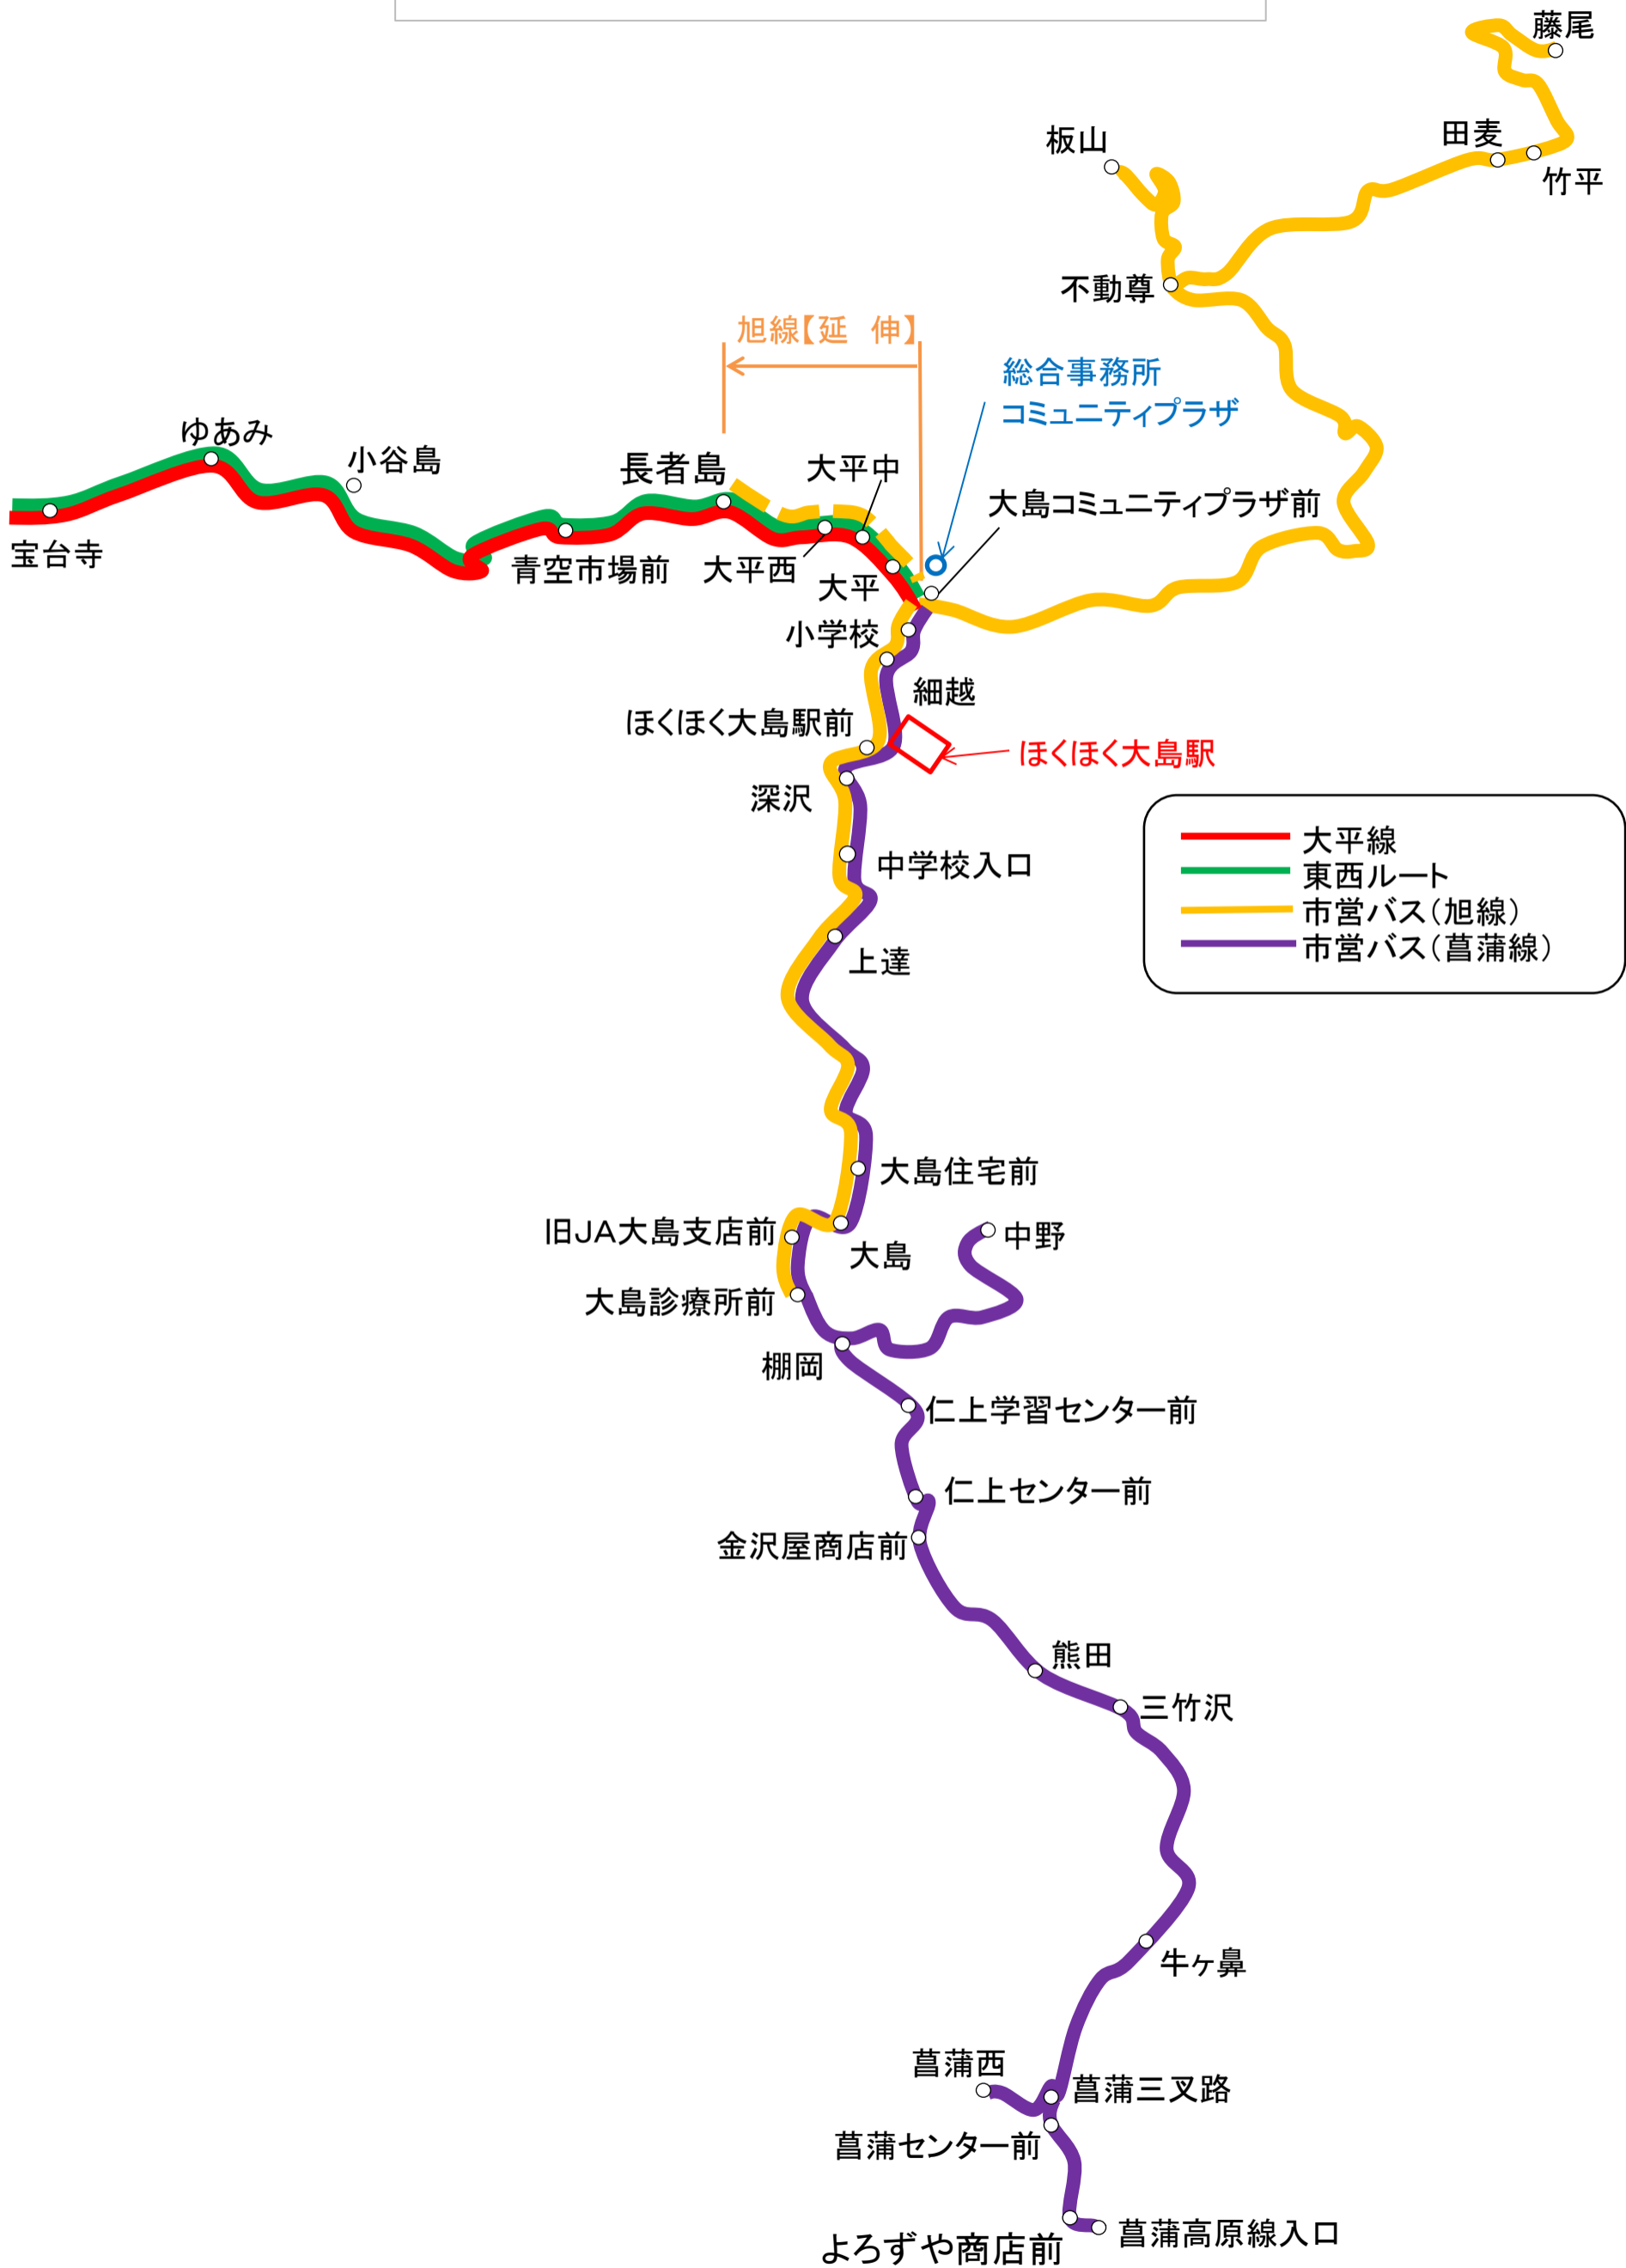 藤尾
田麦
板山
竹平
不動尊
旭線【延　伸】
総合事務所
コミュニティプラザ
ゆあみ
小谷島
長者島
大平中
大島コミュニティプラザ前
宝台寺
青空市場前
大平西
大平
小学校
細越
ほくほく大島駅前
ほくほく大島駅
深沢
大平線
中学校入口
東西ルート
市営バス（旭線）
市営バス（菖蒲線）
上達
大島住宅前
旧JA大島支店前
中野
大島
大島診療所前
棚岡
仁上学習センター前
仁上センター前
金沢屋商店前
熊田
三竹沢
牛ヶ鼻
菖蒲西
菖蒲三叉路
菖蒲センター前
菖蒲高原線入口
よろずや商店前